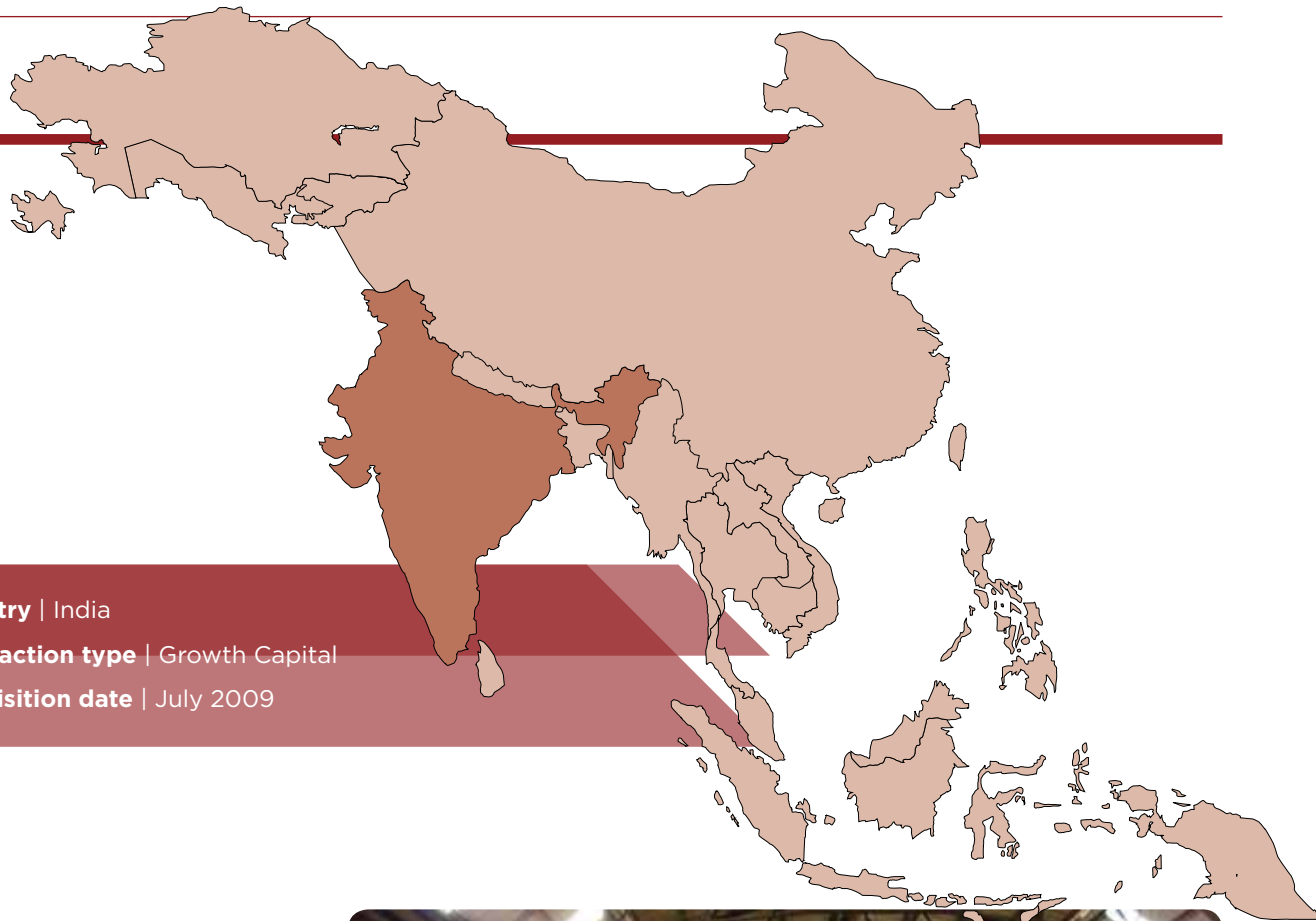 try | India
action type | Growth Capital
isition date | July 2009